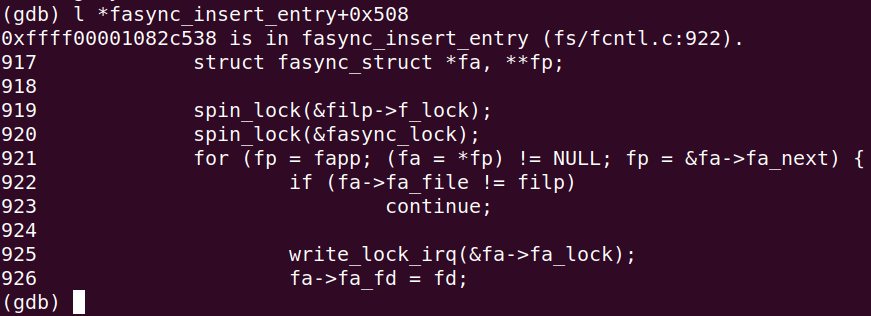 (gdb) l *fasync_insert_entry+0x508
0xffff00001082c538 is in fasync_insert_entry (fs/fcntl.c:922).
917             struct fasync_struct *fa, **fp;
918
919             spin_lock(&filp->f_lock);
920             spin_lock(&fasync_lock);
921             for (fp = fapp; (fa = *fp) != NULL; fp = &fa->fa_next) {
922                     if (fa->fa_file != filp)
923                             continue;
924
925                     write_lock_irq(&fa->fa_lock);
926                     fa->fa_fd = fd;
(gdb)